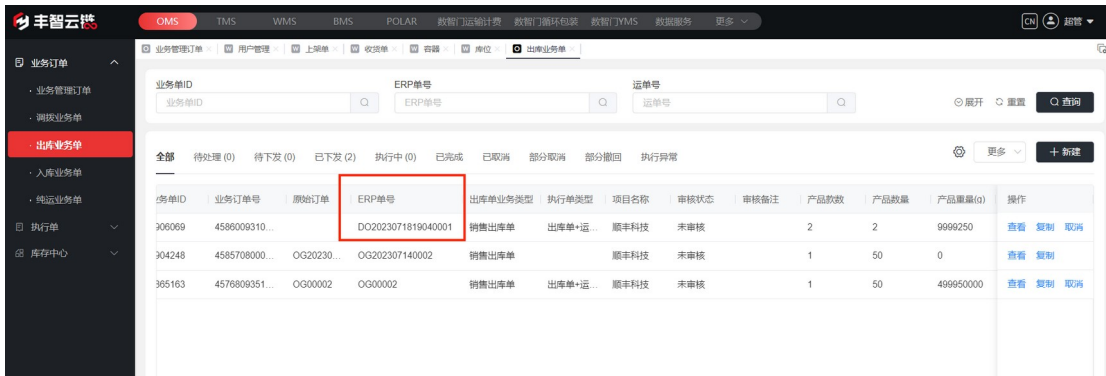 丰智云链
OMS TMS WMS BMS POLAR 数智门运输计费 数智门循环包装 数智门YMS 数据服务 更多
CN 超管
业务管理订单 用户管理 上架单 收货单 容器 库位 出库业务单
业务订单
业务管理订单
调拨业务单
出库业务单
入库业务单
纯运业务单
执行单
库存中心
业务单ID ERP单号 运单号
业务单ID ERP单号 运单号 展开 重置 查询
全部 待处理 (0) 待下发 (0) 已下发 (2) 执行中 (0) 已完成 已取消 部分取消 部分撤回 执行异常 更多 + 新建
务单ID 业务订单号 原始订单 ERP单号 出库单业务类型 执行单类型 项目名称 审核状态 审核备注 产品款数 产品数量 产品重量(g) 操作
906069 4586009310... DO2023071819040001 销售出库单 出库单+运... 顺丰科技 未审核 2 2 9999250 查看 复制 取消
904248 4585708000... OG20230... OG202307140002 销售出库单 顺丰科技 未审核 1 50 0 查看 复制
365163 4576809351... OG00002 OG00002 销售出库单 出库单+运... 顺丰科技 未审核 1 50 499950000 查看 复制 取消